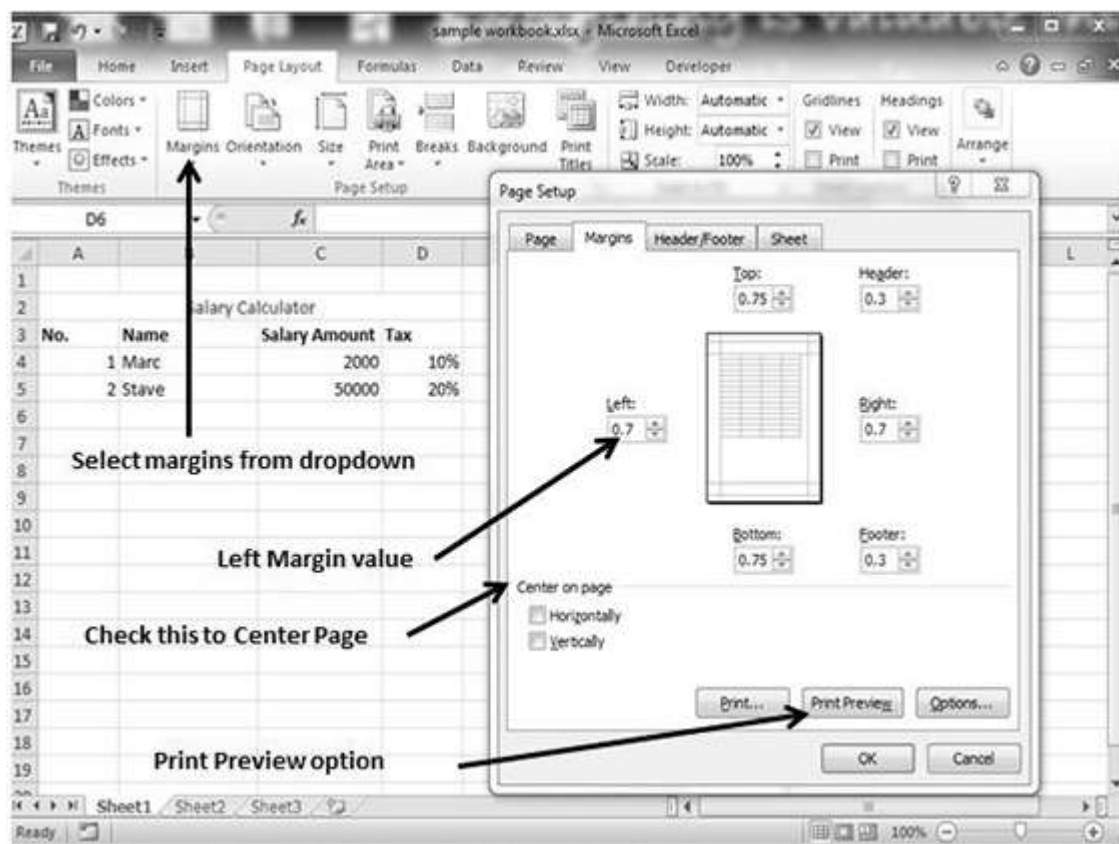 sample workbook.xlsx - Microsoft Excel
File Home Insert Page Layout Formulas Data Review View Developer
Aa Colors Width: Automatic Gridlines Headings
A Fonts Height: Automatic View View
Themes Effects Margins Orientation Size Print Area Breaks Background Print Titles Scale: 100% Print Print Arrange
Themes Page Setup
Page Setup
D6 fx
Page Margins Header/Footer Sheet
A C D L
1
2 Salary Calculator
3 No. Name Salary Amount Tax
4 1 Marc 2000 10%
5 2 Stave 50000 20%
6
7
8
9
10
11
12
13
14
15
16
17
18
19
Top: Header:
0.75 0.3
Left: Right:
0.7 0.7
Bottom: Footer:
0.75 0.3
Center on page
Horizontally
Vertically
Print... Print Preview Options...
OK Cancel
Select margins from dropdown
Left Margin value
Check this to Center Page
Print Preview option
Sheet1 Sheet2 Sheet3
Ready 100%